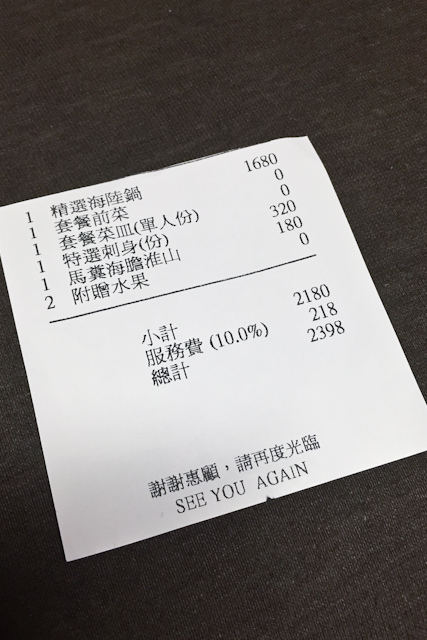 1 精選海陸鍋 1680
1 套餐前菜 0
1 套餐菜皿(單人份) 0
1 特選刺身(份) 320
1 馬糞海膽淮山 180
2 附贈水果 0
小計 2180
服務費 (10.0%) 218
總計 2398
謝謝惠顧，請再度光臨
SEE YOU AGAIN